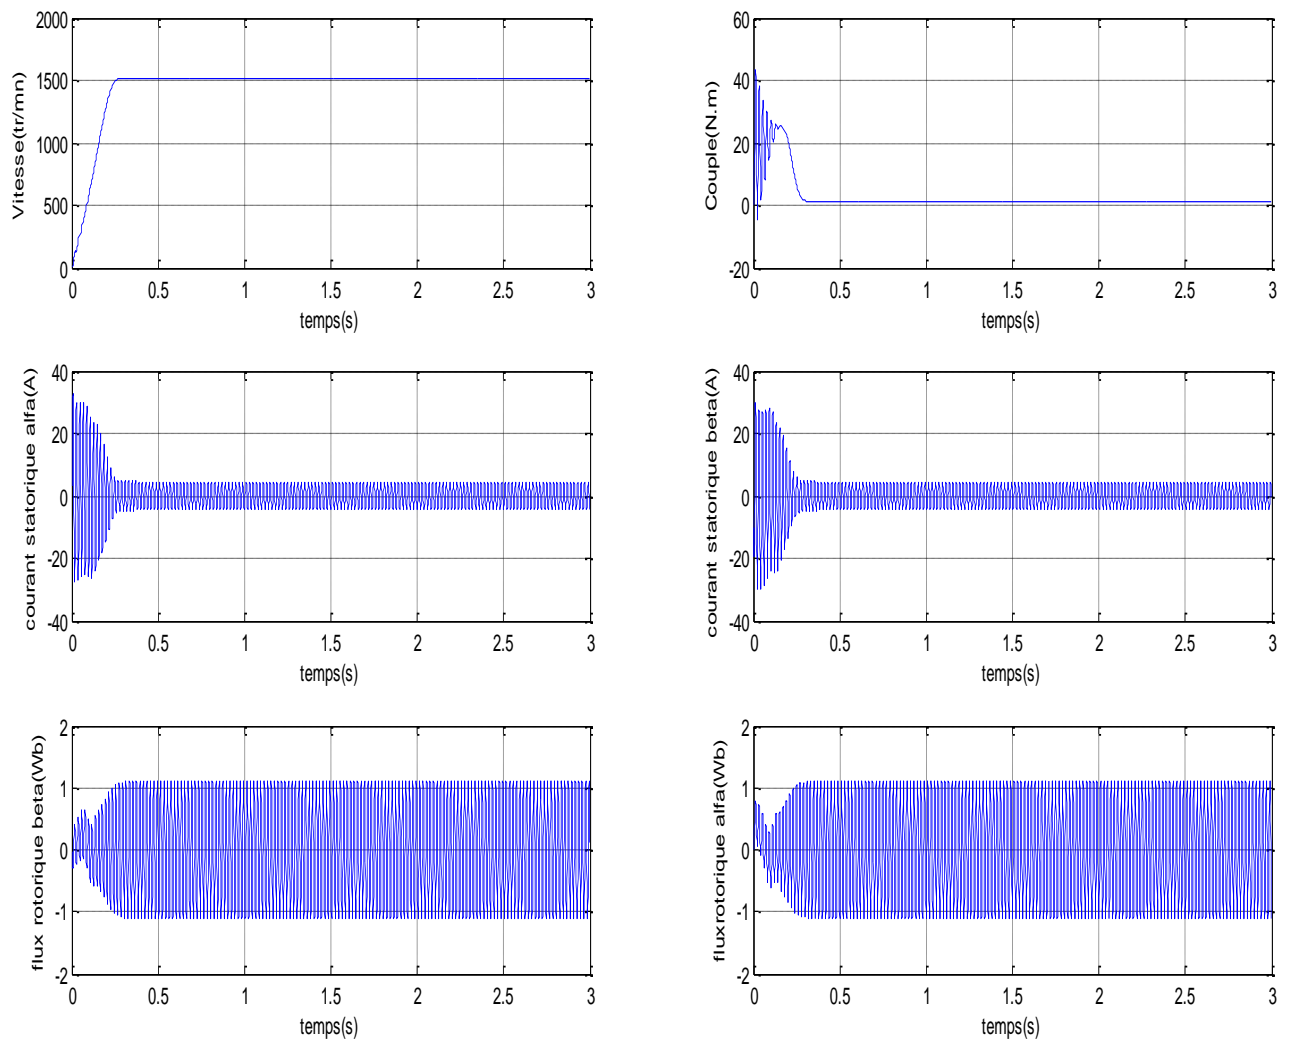 2000
1500
1000
500
0
Vitesse(tr/mn)
0 0.5 1 1.5 2 2.5 3
temps(s)
60
40
20
0
-20
Couple(N.m)
0 0.5 1 1.5 2 2.5 3
temps(s)
40
20
0
-20
-40
courant statorique alfa(A)
0 0.5 1 1.5 2 2.5 3
temps(s)
40
20
0
-20
-40
courant statorique beta(A)
0 0.5 1 1.5 2 2.5 3
temps(s)
2
1
0
-1
-2
flux rotorique beta(Wb)
0 0.5 1 1.5 2 2.5 3
temps(s)
2
1
0
-1
-2
fluxrotorique alfa(Wb)
0 0.5 1 1.5 2 2.5 3
temps(s)